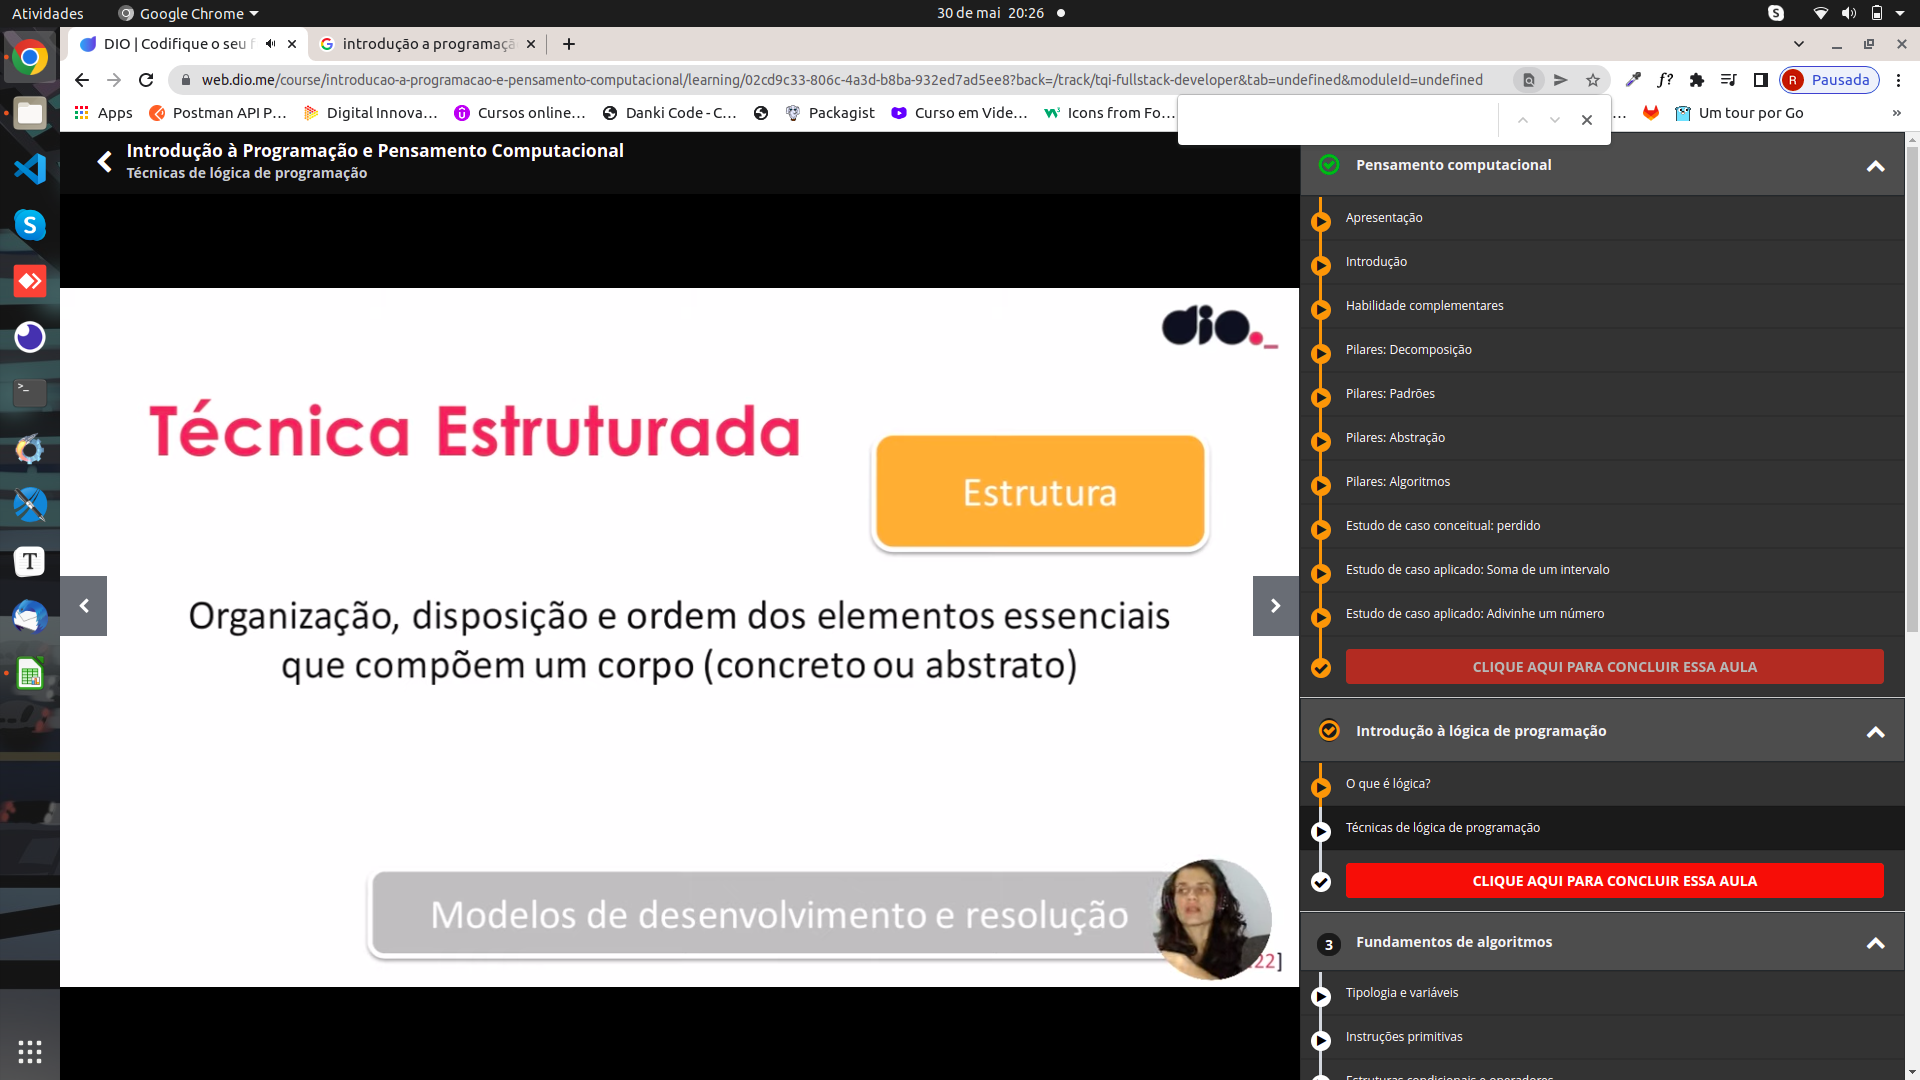 Atividades
Google Chrome
30 de mai 20:26
DIO | Codifique o seu f
introdução a programaçã
web.dio.me/course/introducao-a-programacao-e-pensamento-computacional/learning/02cd9c33-806c-4a3d-b8ba-932ed7ad5ee8?back=/track/tqi-fullstack-developer&tab=undefined&moduleId=undefined
f?
R Pausada
Apps
Postman API P...
Digital Innova...
Cursos online...
Danki Code - C...
Packagist
Curso em Vide...
Icons from Fo...
...
Um tour por Go
»
Introdução à Programação e Pensamento Computacional
Técnicas de lógica de programação
dio._
Técnica Estruturada
Estrutura
Organização, disposição e ordem dos elementos essenciais
que compõem um corpo (concreto ou abstrato)
Modelos de desenvolvimento e resolução
22]
Pensamento computacional
Apresentação
Introdução
Habilidade complementares
Pilares: Decomposição
Pilares: Padrões
Pilares: Abstração
Pilares: Algoritmos
Estudo de caso conceitual: perdido
Estudo de caso aplicado: Soma de um intervalo
Estudo de caso aplicado: Adivinhe um número
CLIQUE AQUI PARA CONCLUIR ESSA AULA
Introdução à lógica de programação
O que é lógica?
Técnicas de lógica de programação
CLIQUE AQUI PARA CONCLUIR ESSA AULA
3 Fundamentos de algoritmos
Tipologia e variáveis
Instruções primitivas
Estruturas condicionais e operadores